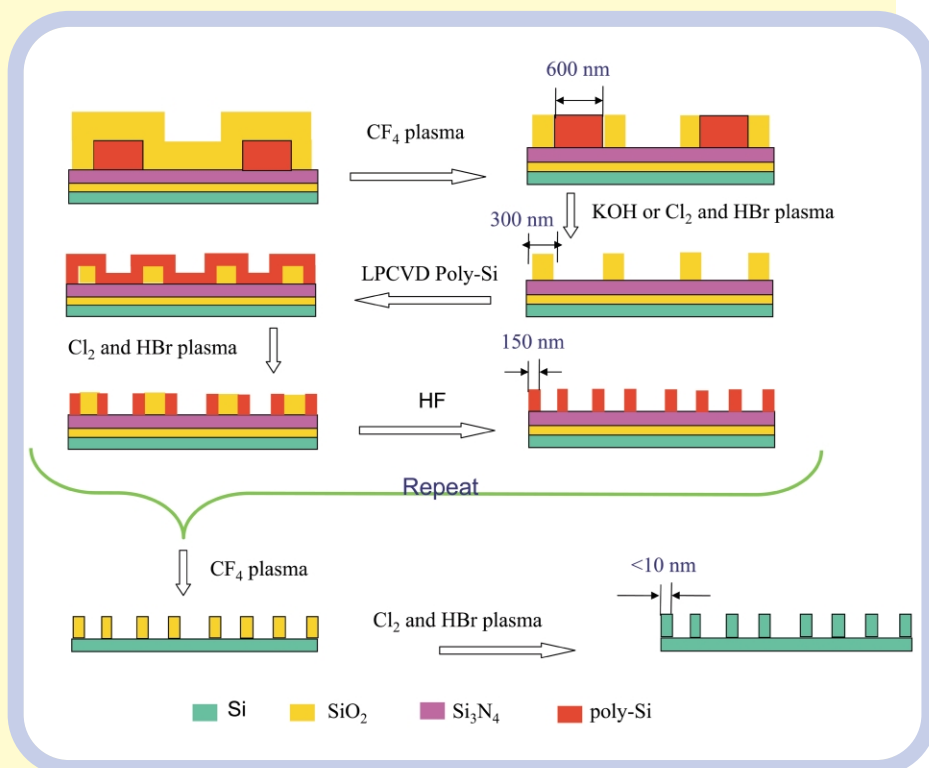 600 nm
CF₄ plasma
KOH or Cl₂ and HBr plasma
300 nm
LPCVD Poly-Si
Cl₂ and HBr plasma
150 nm
HF
Repeat
CF₄ plasma
<10 nm
Cl₂ and HBr plasma
Si SiO₂ Si₃N₄ poly-Si